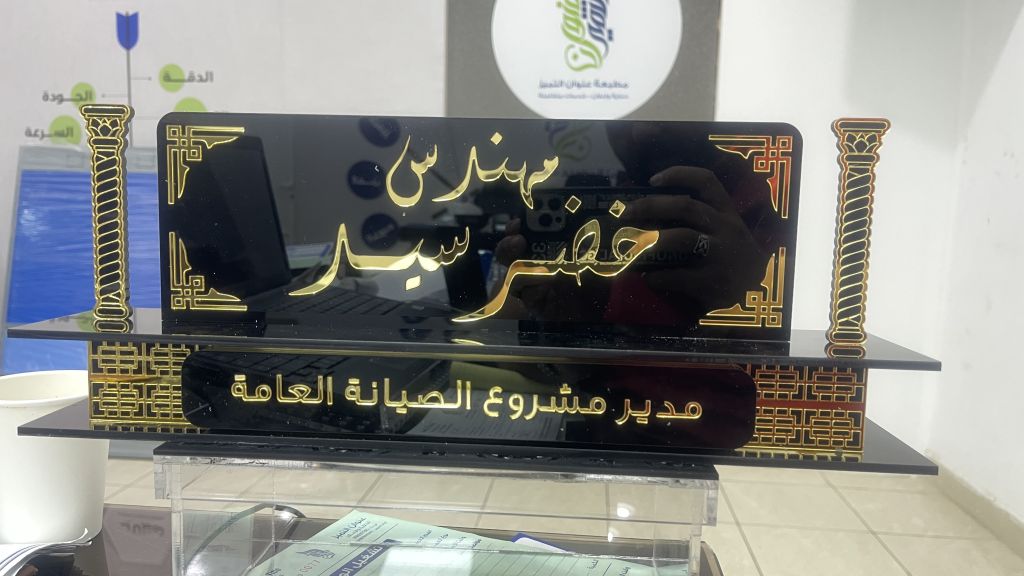 الدقة
الجودة
السرعة
مطبعة عنوان التميز
مهندس
خضر سيد
مدير مشروع الصيانة العامة